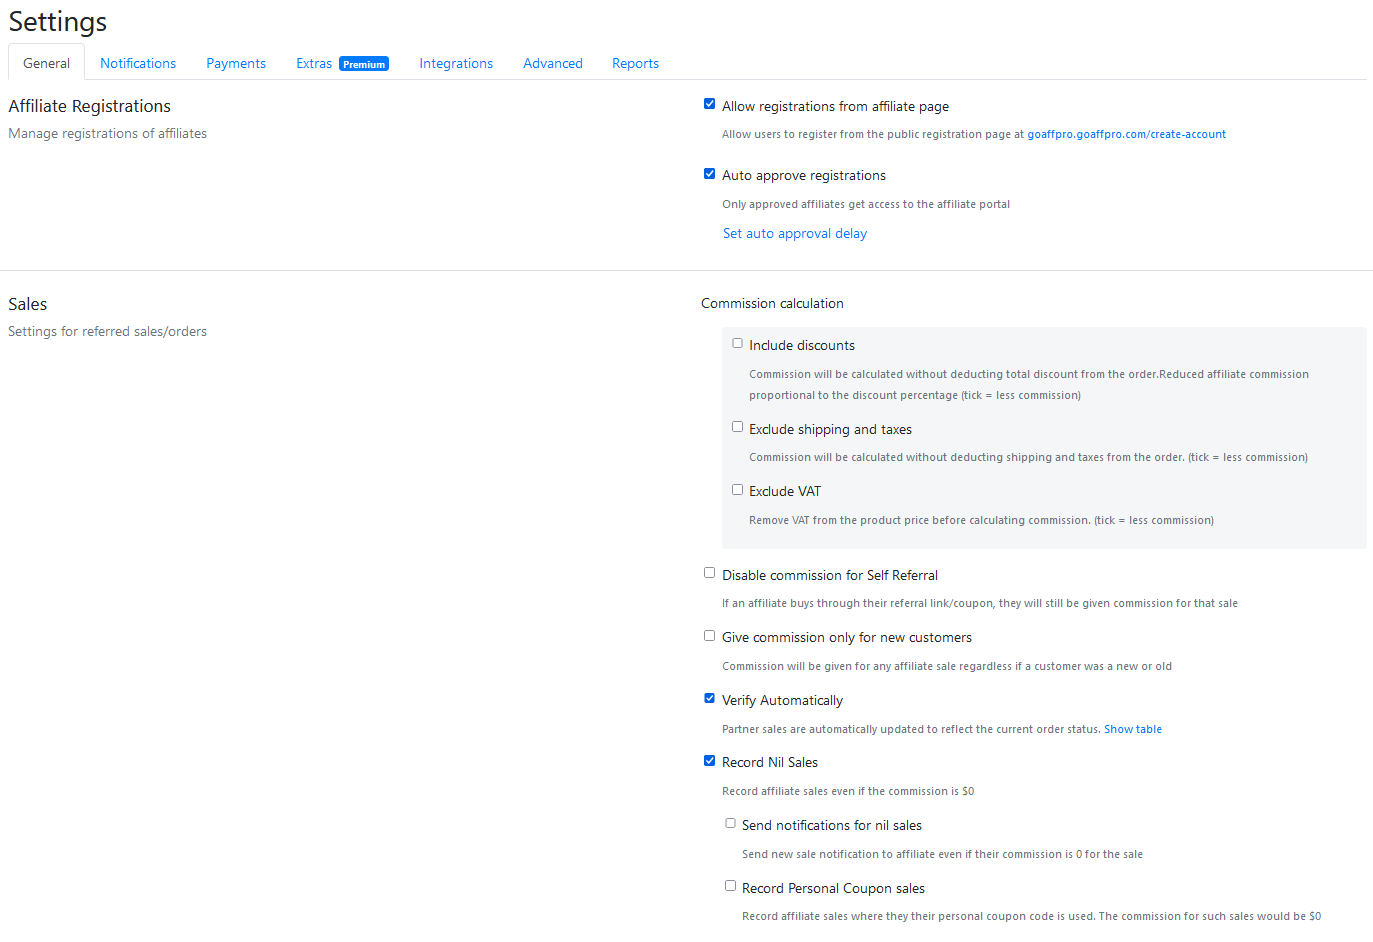 Settings
General
Notifications
Payments
Extras Premium
Integrations
Advanced
Reports
Affiliate Registrations
Manage registrations of affiliates
Allow registrations from affiliate page
Allow users to register from the public registration page at goaffpro.goaffpro.com/create-account
Auto approve registrations
Only approved affiliates get access to the affiliate portal
Set auto approval delay
Sales
Settings for referred sales/orders
Commission calculation
Include discounts
Commission will be calculated without deducting total discount from the order.Reduced affiliate commission
proportional to the discount percentage (tick = less commission)
Exclude shipping and taxes
Commission will be calculated without deducting shipping and taxes from the order. (tick = less commission)
Exclude VAT
Remove VAT from the product price before calculating commission. (tick = less commission)
Disable commission for Self Referral
If an affiliate buys through their referral link/coupon, they will still be given commission for that sale
Give commission only for new customers
Commission will be given for any affiliate sale regardless if a customer was a new or old
Verify Automatically
Partner sales are automatically updated to reflect the current order status. Show table
Record Nil Sales
Record affiliate sales even if the commission is $0
Send notifications for nil sales
Send new sale notification to affiliate even if their commission is 0 for the sale
Record Personal Coupon sales
Record affiliate sales where they their personal coupon code is used. The commission for such sales would be $0